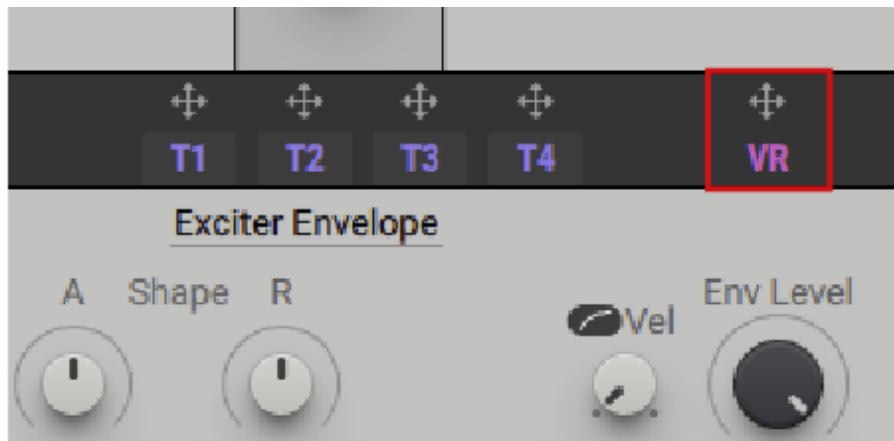 T1 T2 T3 T4 VR
Exciter Envelope
A Shape R Env Level
Vel